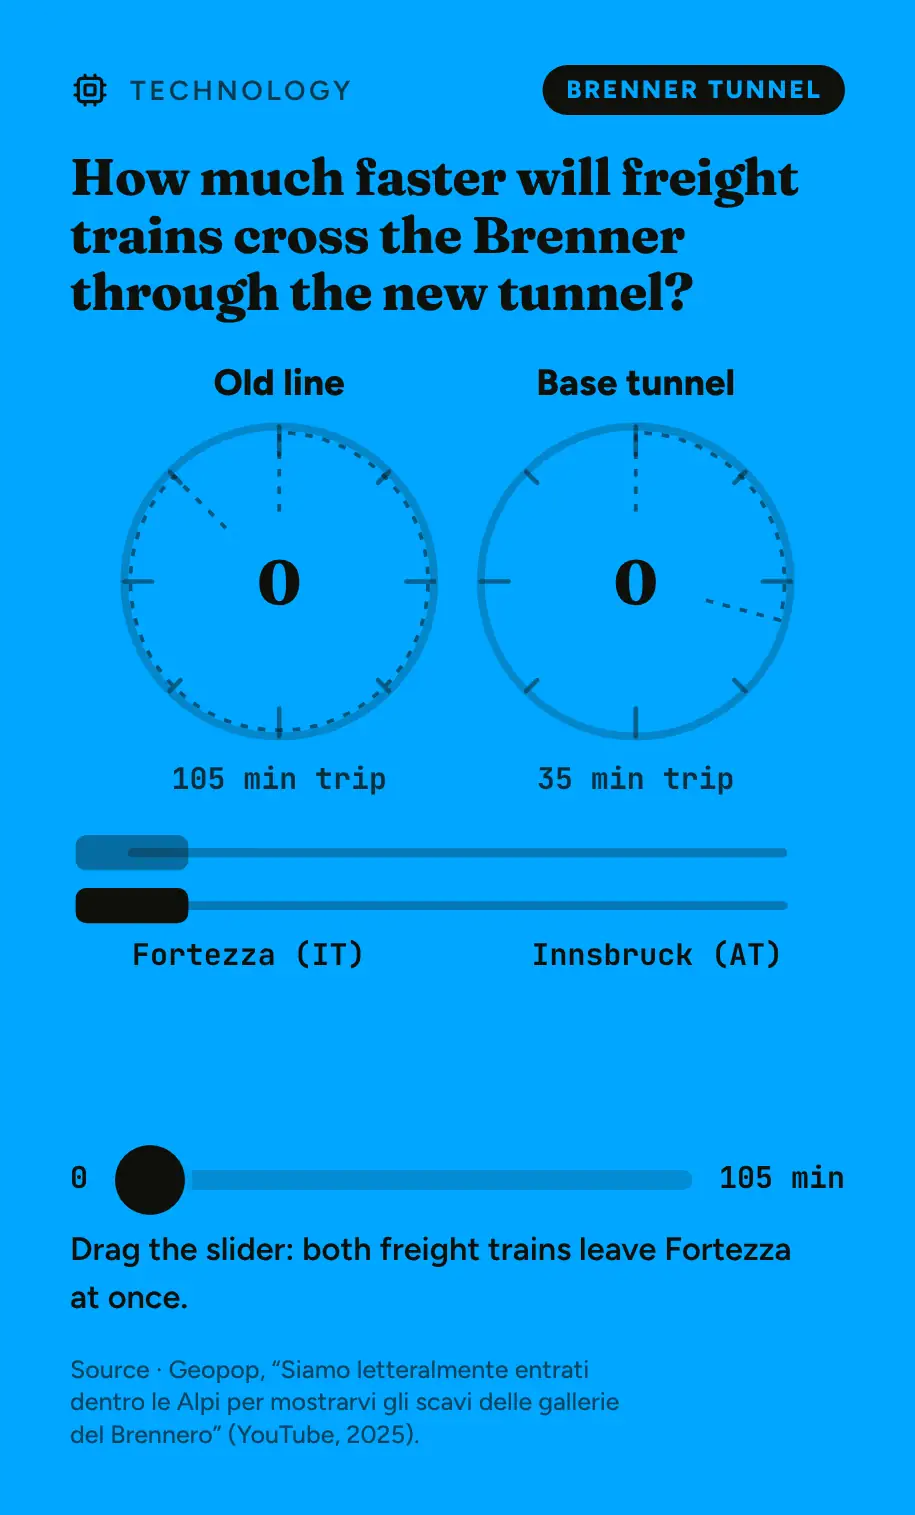 TECHNOLOGY
BRENNER TUNNEL
How much faster will freight
trains cross the Brenner
through the new tunnel?
Old line
Base tunnel
0
0
105 min trip
35 min trip
Fortezza (IT)
Innsbruck (AT)
0
105 min
Drag the slider: both freight trains leave Fortezza
at once.
Source · Geopop, “Siamo letteralmente entrati
dentro le Alpi per mostrarvi gli scavi delle gallerie
del Brennero” (YouTube, 2025).